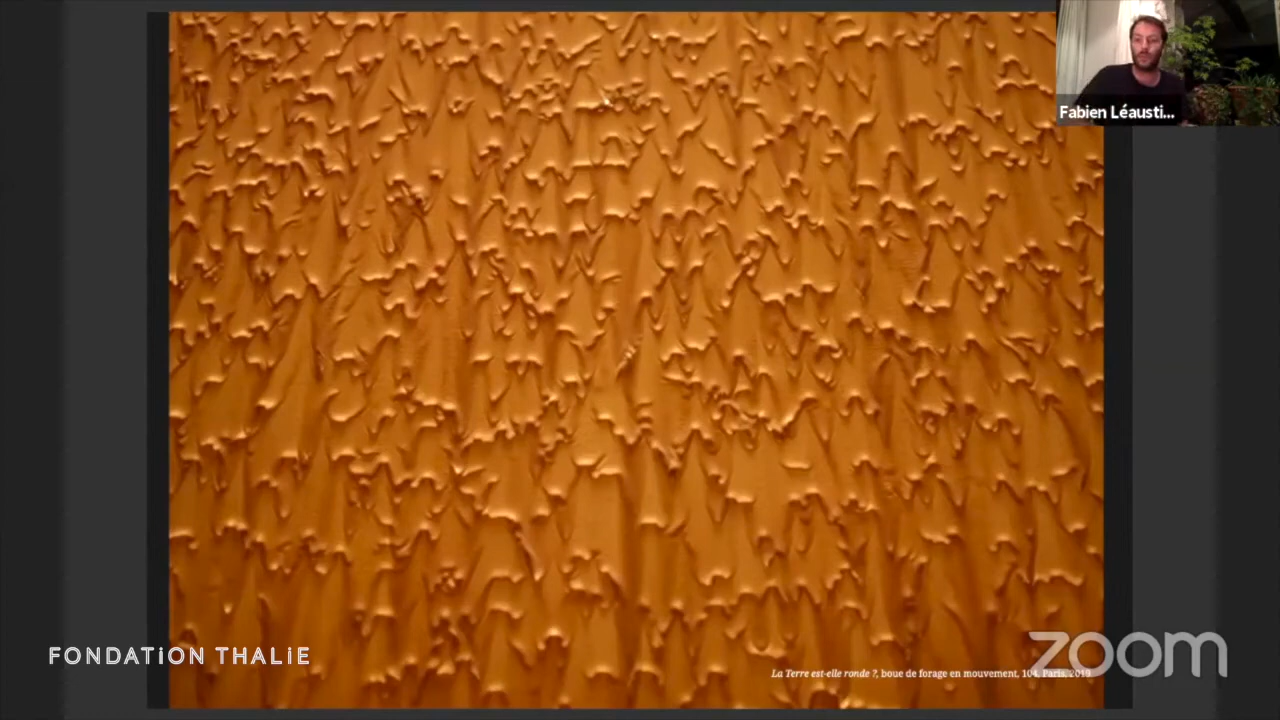 Fabien Léausti...
FONDATiON THALiE
zoom
La Terre est-elle ronde ?, boue de forage en mouvement, 104, Paris, 2019